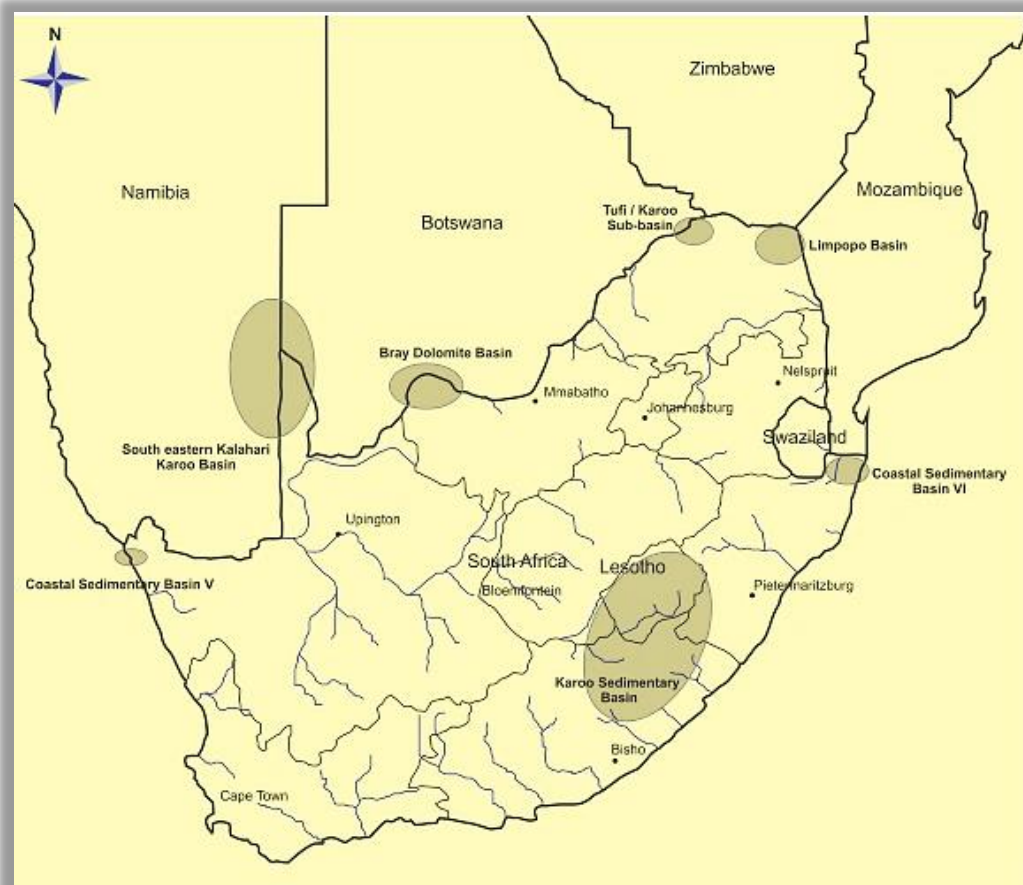 N
Zimbabwe
Namibia
Mozambique
Botswana
Tufi / Karoo
Sub-basin
Limpopo Basin
Bray Dolomite Basin
Nelspruit
Mmabatho
Johannesburg
Swaziland
South eastern Kalahari
Karoo Basin
Coastal Sedimentary
Basin VI
Upington
South Africa
Lesotho
Coastal Sedimentary Basin V
Bloemfontein
Pietermaritzburg
Karoo Sedimentary
Basin
Bisho
Cape Town